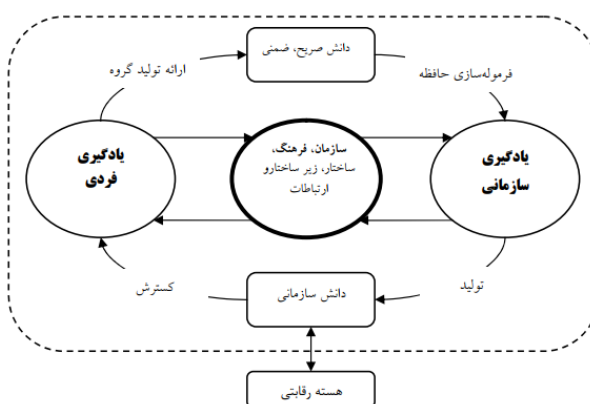 دانش صریح، ضمنی
ارائه تولید گروه
فرموله‌سازی حافظه
یادگیری
سازمانی
سازمان، فرهنگ،
ساختار، زیر ساختارو
ارتباطات
یادگیری
فردی
تولید
دانش سازمانی
کسترش
هسته رقابتی